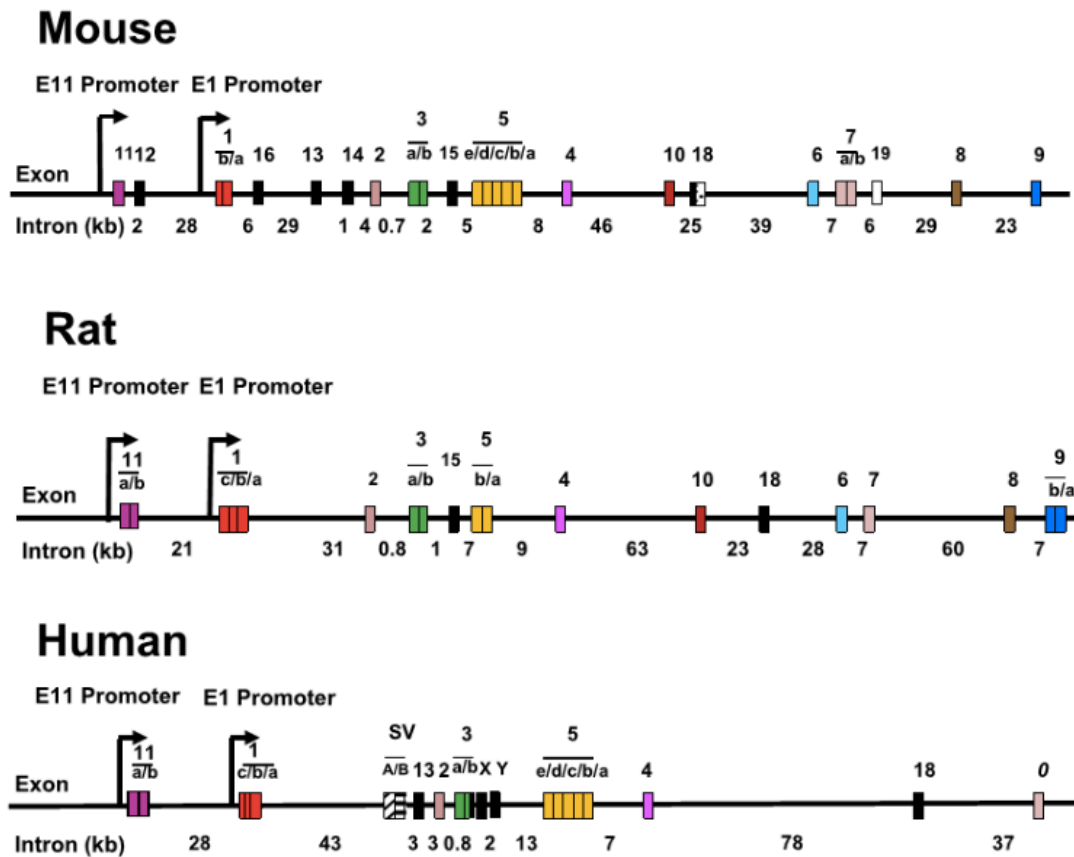 Mouse
E11 Promoter E1 Promoter
1 3 5 7
11 12 b/a 16 13 14 2 a/b 15 e/d/c/b/a 4 10 18 6 a/b 19 8 9
Exon
Intron (kb) 2 28 6 29 1 4 0.7 2 5 8 46 25 39 7 6 29 23
Rat
E11 Promoter E1 Promoter
11 1 3 5 9
a/b c/b/a 2 a/b 15 b/a 4 10 18 6 7 8 b/a
Exon
Intron (kb) 21 31 0.8 1 7 9 63 23 28 7 60 7
Human
E11 Promoter E1 Promoter
11 1 SV 3 5
a/b c/b/a A/B 13 2 a/b X Y e/d/c/b/a 4 18 0
Exon
Intron (kb) 28 43 3 3 0.8 2 13 7 78 37